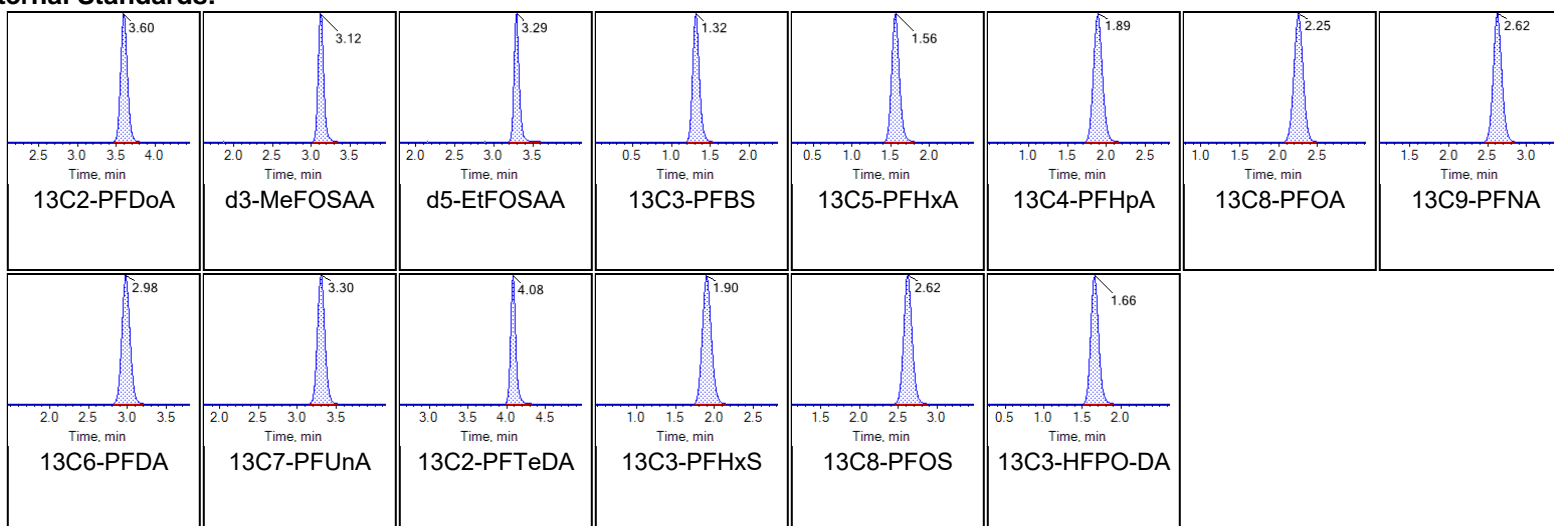 ternal Standards:
3.60 3.12 3.29 1.32 1.56 1.89 2.25 2.62
2.5 3.0 3.5 4.0 2.0 2.5 3.0 3.5 2.0 2.5 3.0 3.5 0.5 1.0 1.5 2.0 0.5 1.0 1.5 2.0 1.0 1.5 2.0 2.5 1.0 1.5 2.0 2.5 1.5 2.0 2.5 3.0
Time, min Time, min Time, min Time, min Time, min Time, min Time, min Time, min
13C2-PFDoA d3-MeFOSAA d5-EtFOSAA 13C3-PFBS 13C5-PFHxA 13C4-PFHpA 13C8-PFOA 13C9-PFNA
2.98 3.30 4.08 1.90 2.62 1.66
2.0 2.5 3.0 3.5 2.0 2.5 3.0 3.5 3.0 3.5 4.0 4.5 1.0 1.5 2.0 2.5 1.5 2.0 2.5 3.0 0.5 1.0 1.5 2.0
Time, min Time, min Time, min Time, min Time, min Time, min
13C6-PFDA 13C7-PFUnA 13C2-PFTeDA 13C3-PFHxS 13C8-PFOS 13C3-HFPO-DA